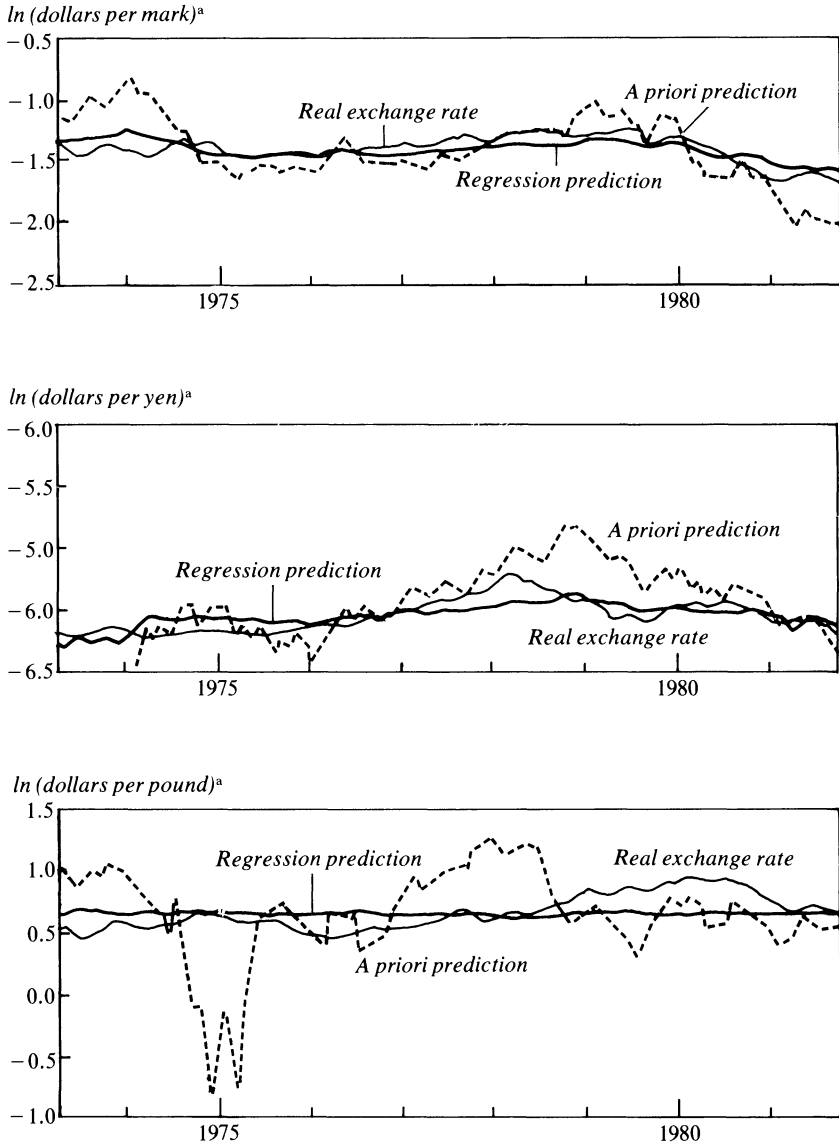 ln (dollars per mark)ᵃ
−0.5
−1.0
Real exchange rate
A priori prediction
−1.5
Regression prediction
−2.0
−2.5
1975
1980
ln (dollars per yen)ᵃ
−6.0
−5.5
A priori prediction
−5.0
Regression prediction
−6.0
Real exchange rate
−6.5
1975
1980
ln (dollars per pound)ᵃ
1.5
Regression prediction
Real exchange rate
1.0
0.5
A priori prediction
0.0
−0.5
−1.0
1975
1980